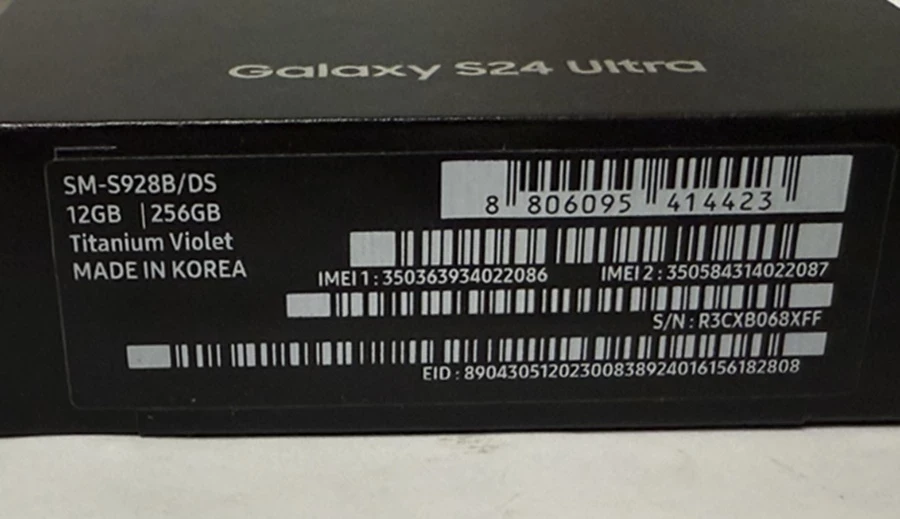 Galaxy S24 Ultra
SM-S928B/DS
12GB | 256GB
Titanium Violet
MADE IN KOREA
8 806095 414423
IMEI 1 : 350363934022086 IMEI 2 : 350584314022087
S/N : R3CXB068XFF
EID : 89043051202300838924016156182808